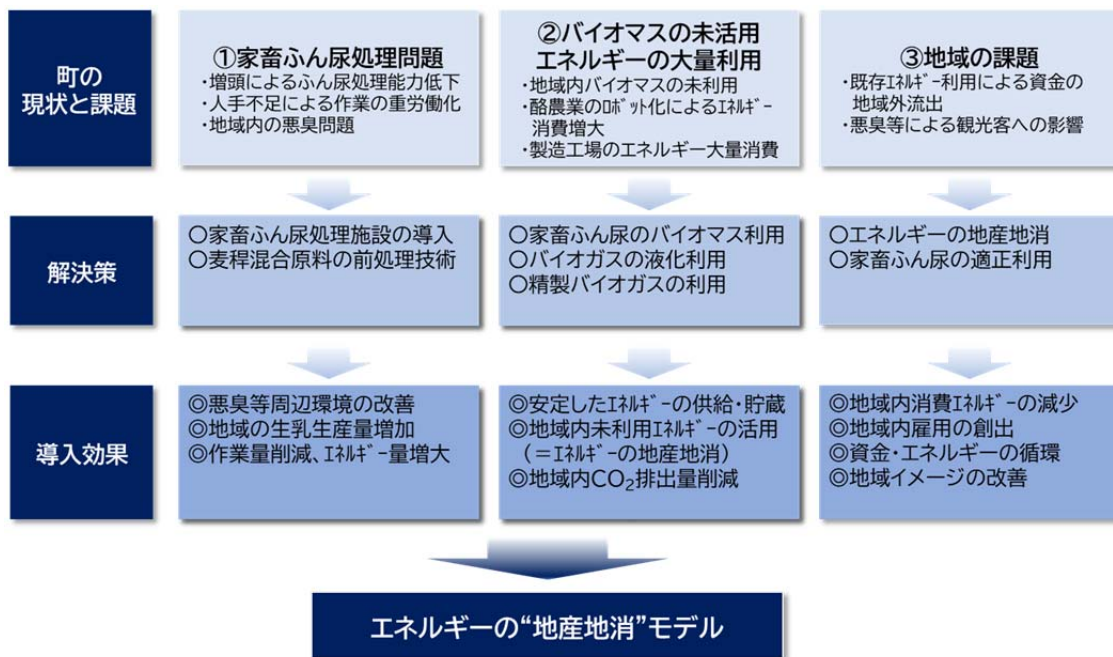 町の
現状と課題
①家畜ふん尿処理問題
・増頭によるふん尿処理能力低下
・人手不足による作業の重労働化
・地域内の悪臭問題
②バイオマスの未活用
エネルギーの大量利用
・地域内バイオマスの未利用
・酪農業のﾛﾎﾞｯﾄ化によるｴﾈﾙｷﾞｰ
消費増大
・製造工場のエネルギー大量消費
③地域の課題
・既存ｴﾈﾙｷﾞｰ利用による資金の
地域外流出
・悪臭等による観光客への影響
解決策
〇家畜ふん尿処理施設の導入
〇麦稈混合原料の前処理技術
〇家畜ふん尿のバイオマス利用
〇バイオガスの液化利用
〇精製バイオガスの利用
〇エネルギーの地産地消
〇家畜ふん尿の適正利用
導入効果
◎悪臭等周辺環境の改善
◎地域の生乳生産量増加
◎作業量削減、ｴﾈﾙｷﾞｰ量増大
◎安定したｴﾈﾙｷﾞｰの供給・貯蔵
◎地域内未利用ｴﾈﾙｷﾞｰの活用
（＝ｴﾈﾙｷﾞｰの地産地消）
◎地域内CO₂排出量削減
◎地域内消費ｴﾈﾙｷﾞｰの減少
◎地域内雇用の創出
◎資金・エネルギーの循環
◎地域イメージの改善
エネルギーの“地産地消”モデル